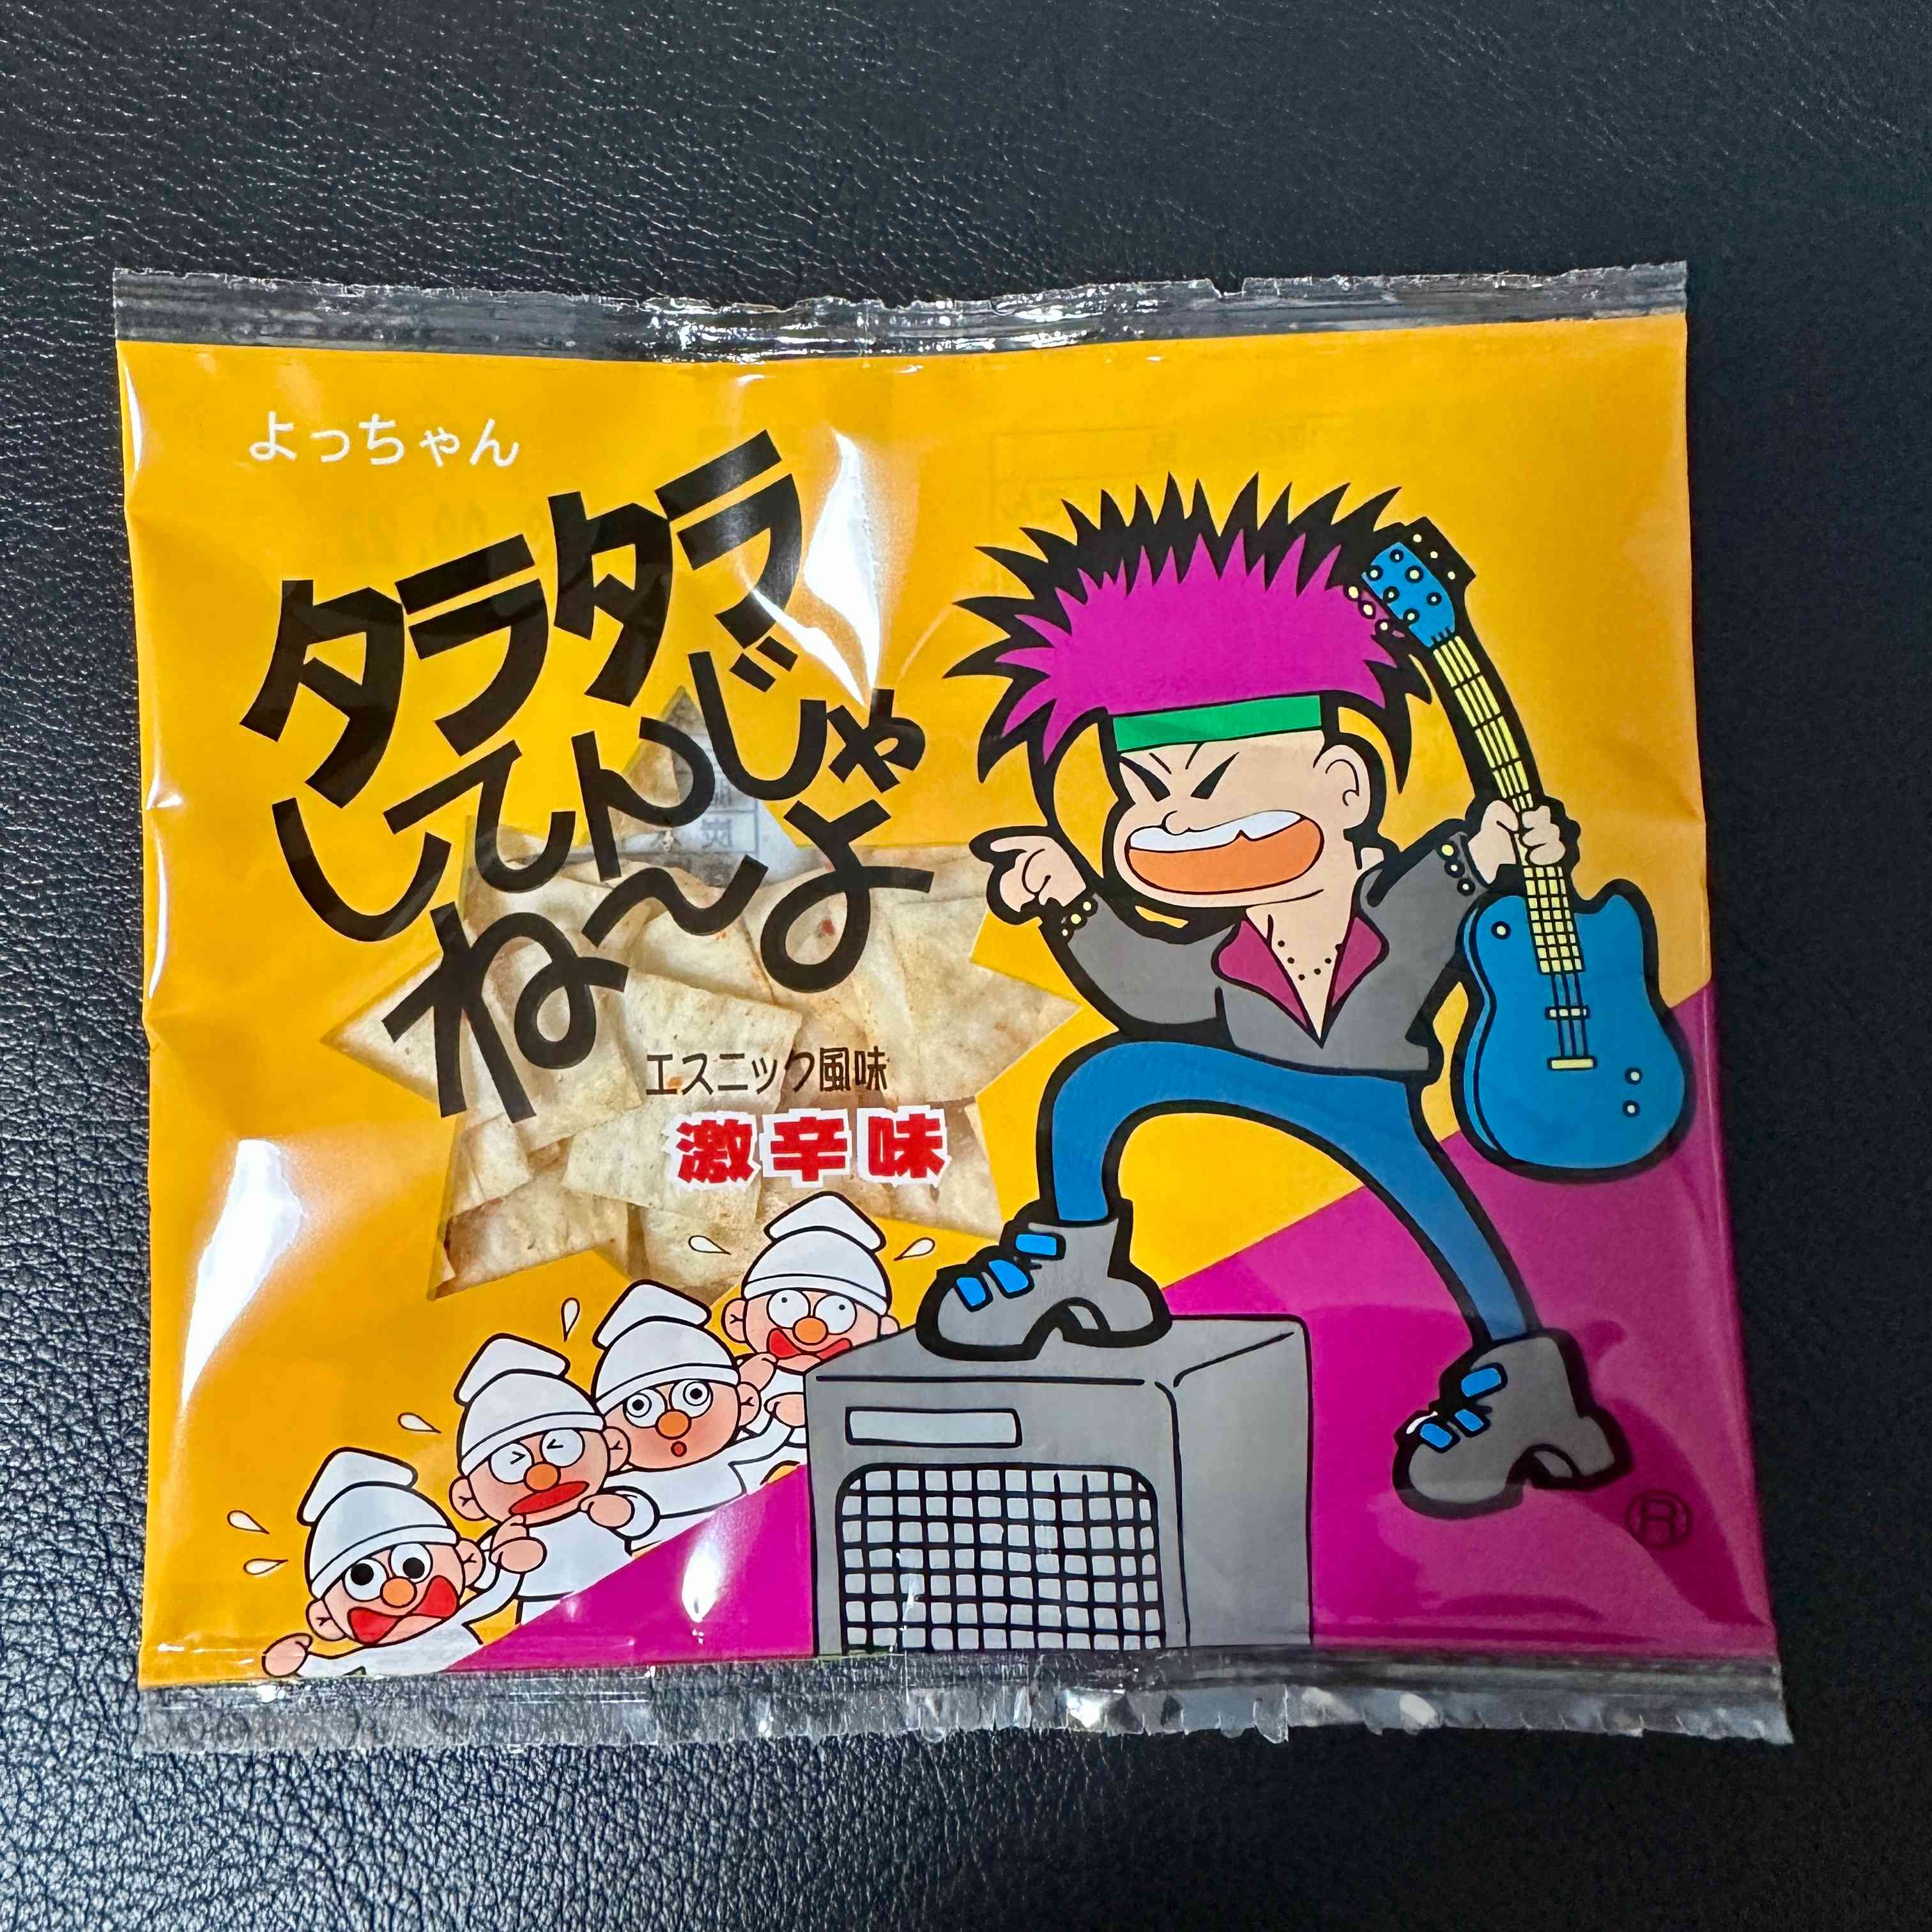 よっちゃん
タラタラ
してんじゃ
ね〜よ
エスニック風味
激辛味
®